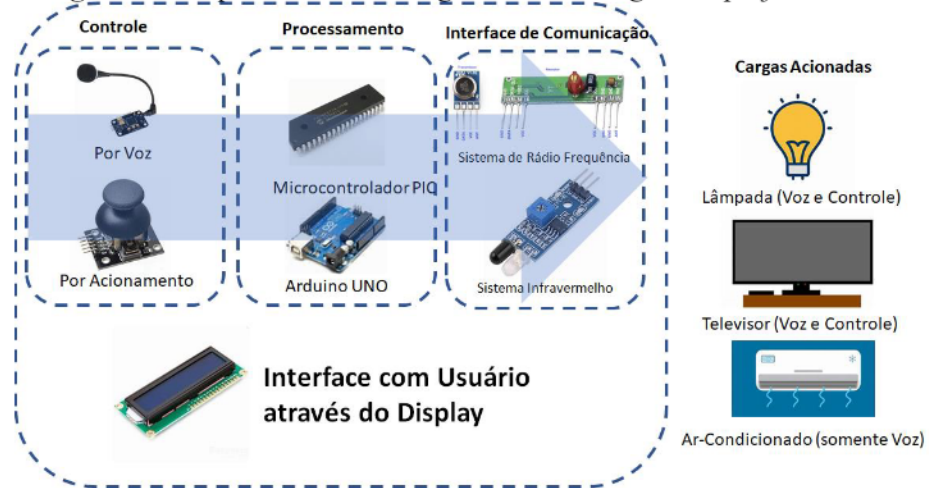 Controle
Processamento
Interface de Comunicação
Por Voz
Por Acionamento
Microcontrolador PIC
Arduino UNO
Sistema de Rádio Frequência
Sistema Infravermelho
Cargas Acionadas
Lâmpada (Voz e Controle)
Televisor (Voz e Controle)
Ar-Condicionado (somente Voz)
Interface com Usuário
através do Display